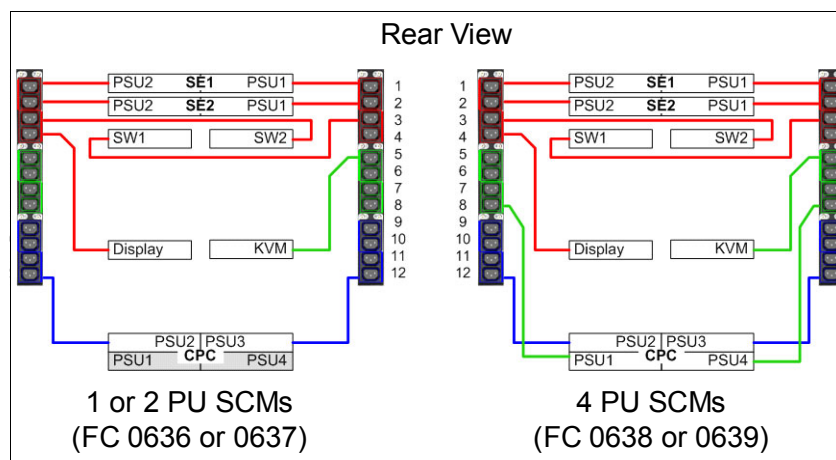 Rear View
PSU2 SE1 PSU1
PSU2 SE2 PSU1
SW1 SW2
Display KVM
PSU2 PSU3
PSU1 CPC PSU4
1
2
3
4
5
6
7
8
9
10
11
12
1 or 2 PU SCMs
(FC 0636 or 0637)
1
2
3
4
5
6
7
8
9
10
11
12
PSU2 SE1 PSU1
PSU2 SE2 PSU1
SW1 SW2
Display KVM
PSU2 PSU3
PSU1 CPC PSU4
4 PU SCMs
(FC 0638 or 0639)